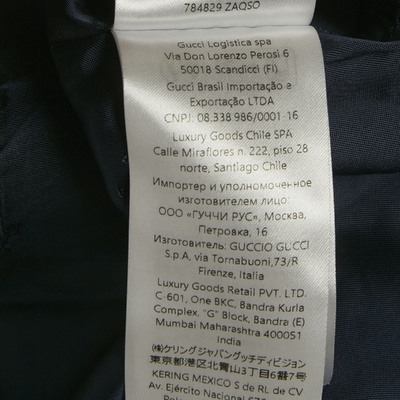 784829 ZAQSO
Gucci Logistica spa
Via Don Lorenzo Perosi 6
50018 Scandicci (FI)
Gucci Brasil Importação e
Exportação LTDA
CNPJ: 08.338 986/0001-16
Luxury Goods Chile SPA
Calle Miraflores n. 222, piso 28
norte, Santiago Chile
Импортер и уполномоченное
изготовителем лицо:
ООО «ГУЧЧИ РУС», Москва,
Петровка, 16
Изготовитель: GUCCIO GUCCI
S.p.A, via Tornabuoni,73/R
Firenze, Italia
Luxury Goods Retail PVT. LTD.
C-601, One BKC, Bandra Kurla
Complex, "G" Block, Bandra (E)
Mumbai Maharashtra 400051
India
㈱ケリングジャパングッチディビジョン
東京都港区北青山3丁目6番7号
KERING MEXICO S de RL de CV
Av. Ejército Nacional